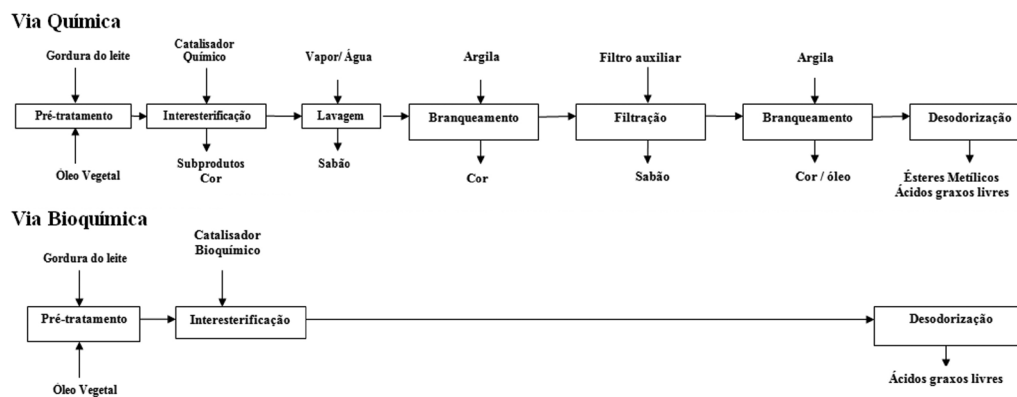 Via Química
Gordura do leite
Catalisador
Químico
Vapor/ Água
Argila
Filtro auxiliar
Argila
Pré-tratamento
Interesterificação
Lavagem
Branqueamento
Filtração
Branqueamento
Desodorização
Óleo Vegetal
Subprodutos
Cor
Sabão
Cor
Sabão
Cor / óleo
Ésteres Metílicos
Ácidos graxos livres
Via Bioquímica
Gordura do leite
Catalisador
Bioquímico
Pré-tratamento
Interesterificação
Desodorização
Óleo Vegetal
Ácidos graxos livres